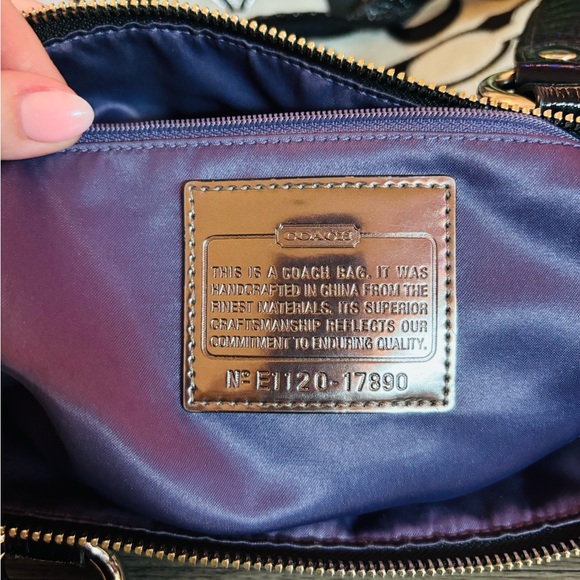 COACH
THIS IS A COACH BAG. IT WAS
HANDCRAFTED IN CHINA FROM THE
FINEST MATERIALS. ITS SUPERIOR
CRAFTSMANSHIP REFLECTS OUR
COMMITMENT TO ENDURING QUALITY.
Nº E1120-17890